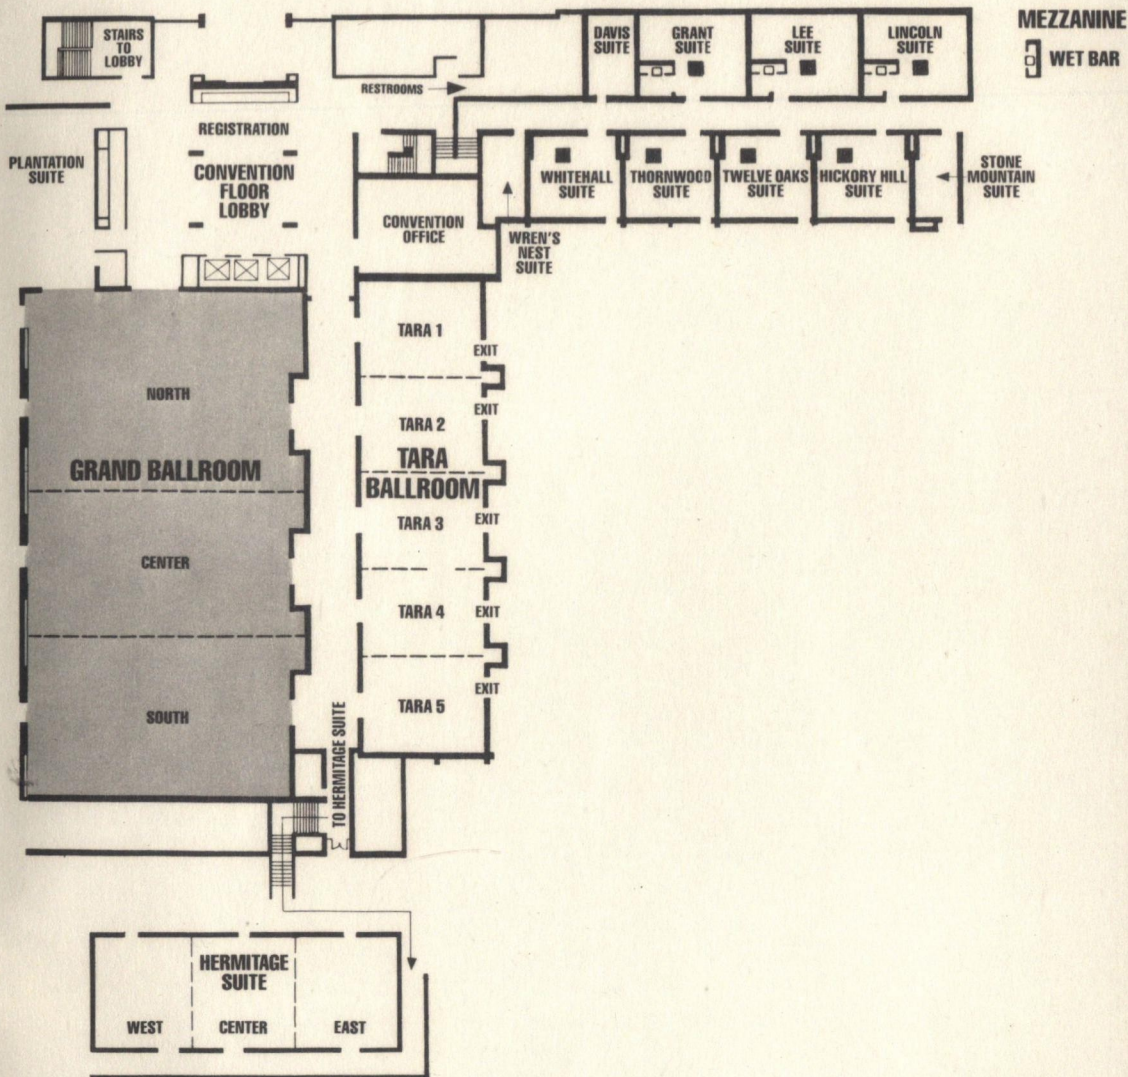 MEZZANINE
WET BAR
STAIRS
TO
LOBBY
DAVIS
SUITE
GRANT
SUITE
LEE
SUITE
LINCOLN
SUITE
RESTROOMS
REGISTRATION
PLANTATION
SUITE
CONVENTION
FLOOR
LOBBY
CONVENTION
OFFICE
WHITEHALL
SUITE
THORNWOOD
SUITE
TWELVE OAKS
SUITE
HICKORY HILL
SUITE
STONE
MOUNTAIN
SUITE
WREN'S
NEST
SUITE
TARA 1
EXIT
NORTH
TARA 2
EXIT
GRAND BALLROOM
TARA
BALLROOM
TARA 3
EXIT
CENTER
TARA 4
EXIT
SOUTH
TARA 5
EXIT
TO HERMITAGE SUITE
HERMITAGE
SUITE
WEST
CENTER
EAST